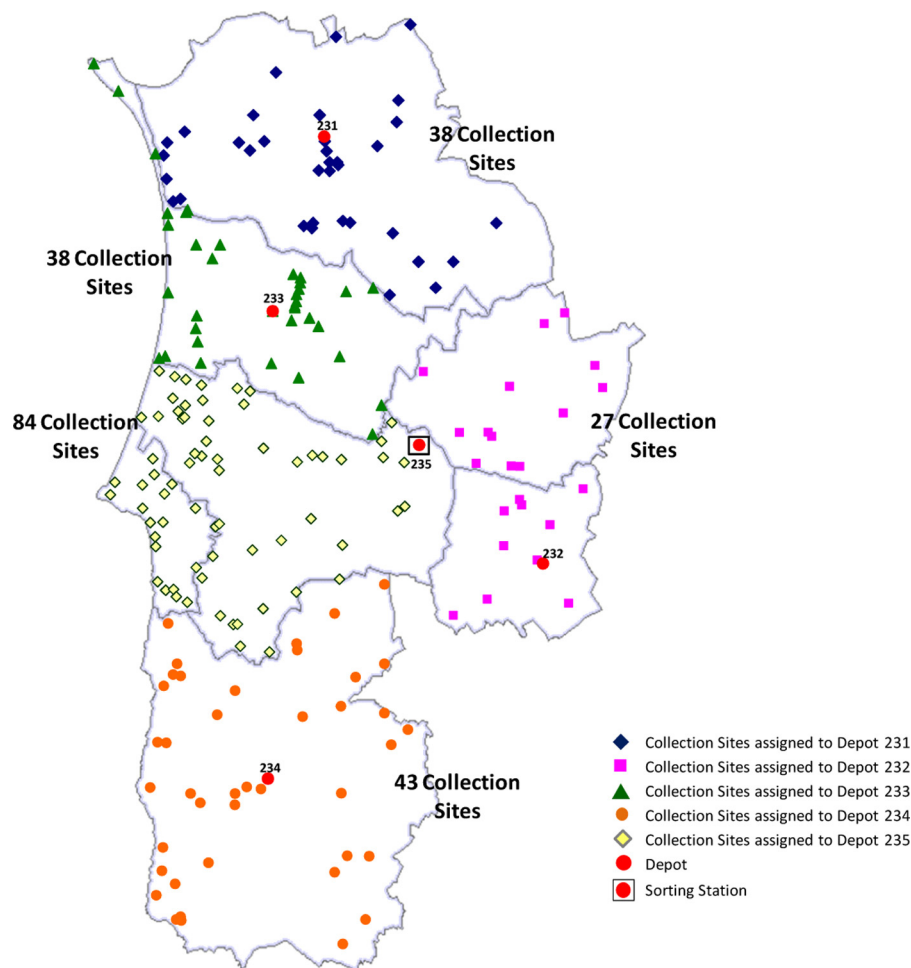 231
38 Collection
Sites
38 Collection
Sites
233
84 Collection
Sites
27 Collection
Sites
235
232
234
43 Collection
Sites
Collection Sites assigned to Depot 231
Collection Sites assigned to Depot 232
Collection Sites assigned to Depot 233
Collection Sites assigned to Depot 234
Collection Sites assigned to Depot 235
Depot
Sorting Station